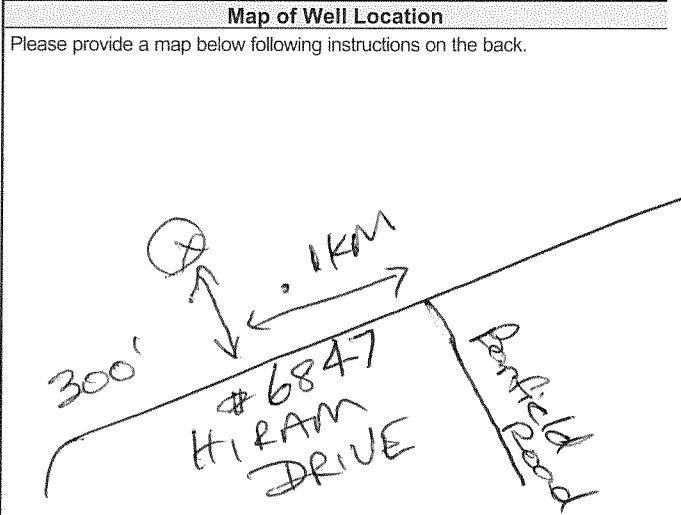 Map of Well Location
Please provide a map below following instructions on the back.
.1KM
300'
#6847
HIRAM
DRIVE
Penfield
Road